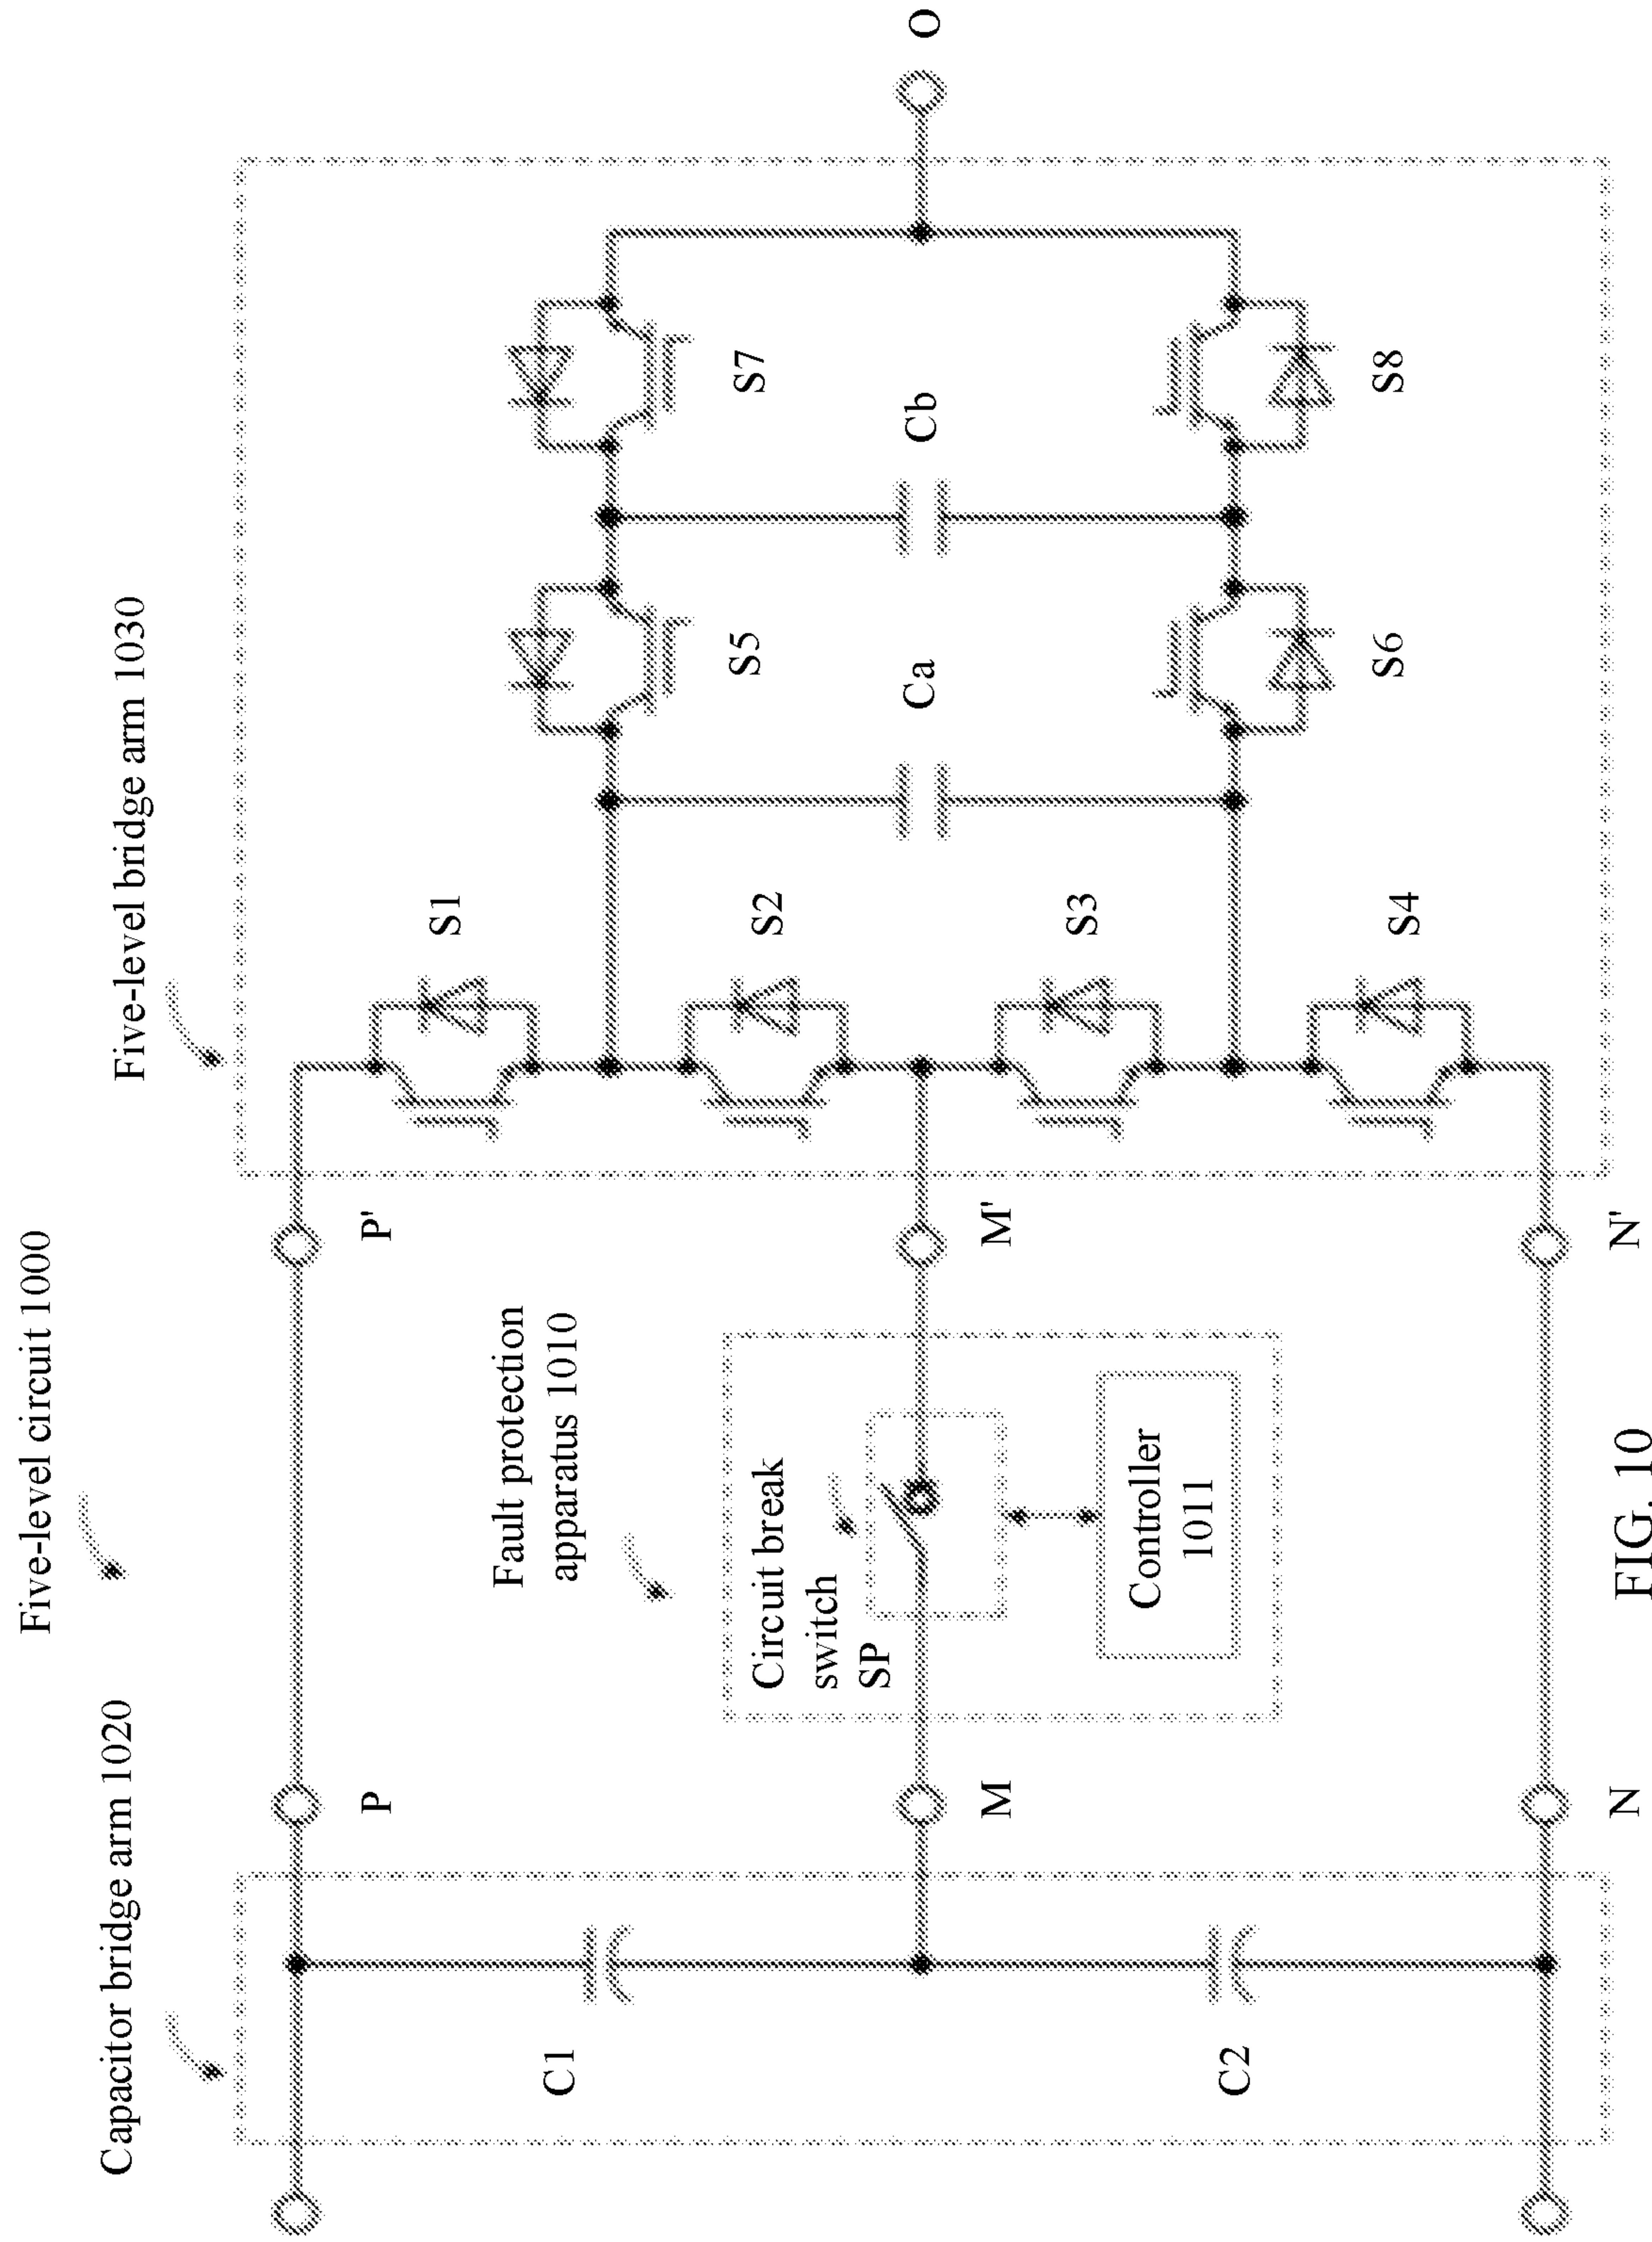 Five-level circuit 1000
Capacitor bridge arm 1020
Five-level bridge arm 1030
P
P'
S1
C1
Fault protection
apparatus 1010
S5
S7
S2
Circuit break
switch
SP
M
M'
Ca
Cb
O
S3
Controller
1011
C2
S4
S6
S8
N
N'
FIG. 10